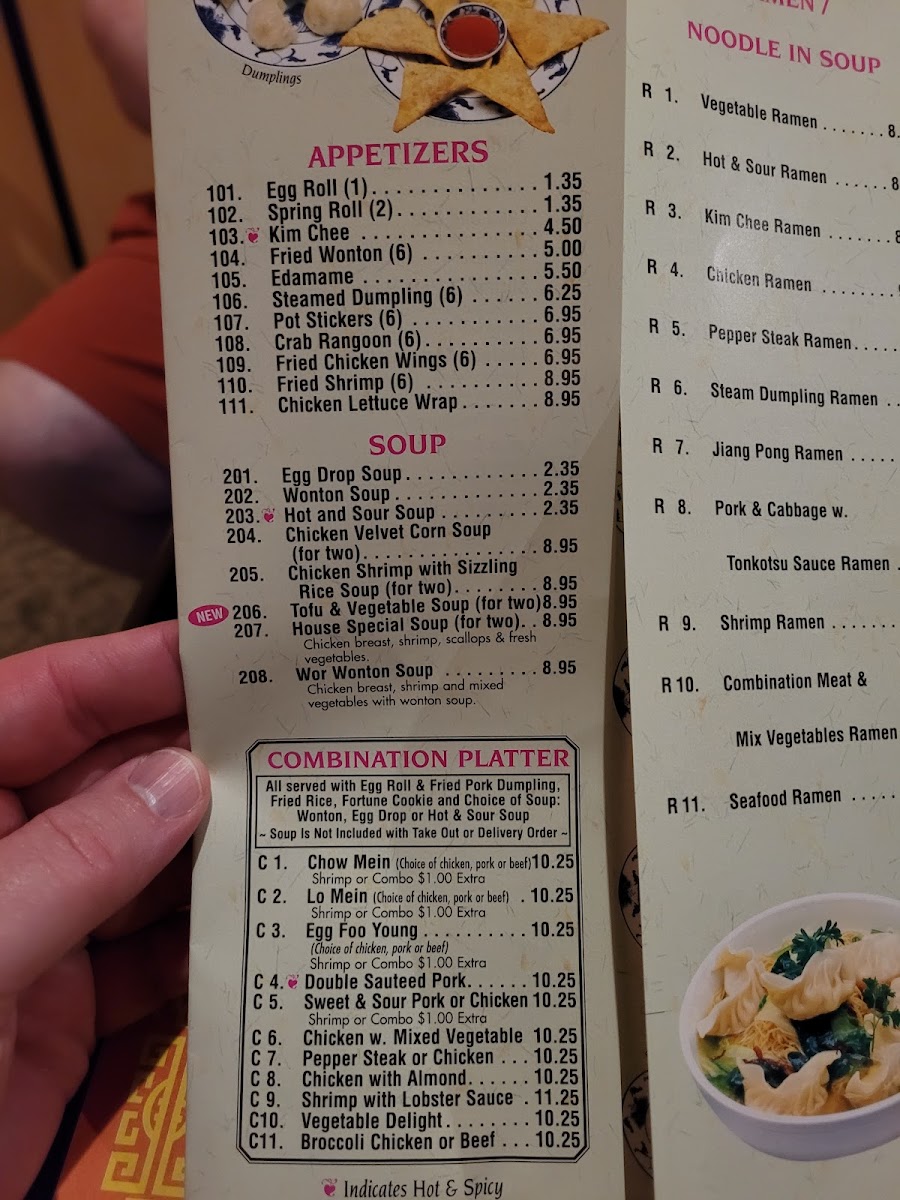 Dumplings
APPETIZERS
101. Egg Roll (1) . . . . . . . . . . . . . . . 1.35
102. Spring Roll (2) . . . . . . . . . . . . . 1.35
103. Kim Chee . . . . . . . . . . . . . . . . 4.50
104. Fried Wonton (6) . . . . . . . . . . 5.00
105. Edamame . . . . . . . . . . . . . . . . 5.50
106. Steamed Dumpling (6) . . . . . . 6.25
107. Pot Stickers (6) . . . . . . . . . . . . 6.95
108. Crab Rangoon (6) . . . . . . . . . . 6.95
109. Fried Chicken Wings (6) . . . . . 6.95
110. Fried Shrimp (6) . . . . . . . . . . 8.95
111. Chicken Lettuce Wrap . . . . . . . 8.95
SOUP
201. Egg Drop Soup . . . . . . . . . . . . 2.35
202. Wonton Soup . . . . . . . . . . . . . 2.35
203. Hot and Sour Soup . . . . . . . . . 2.35
204. Chicken Velvet Corn Soup
(for two) . . . . . . . . . . . . . . . . 8.95
205. Chicken Shrimp with Sizzling
Rice Soup (for two) . . . . . . . . 8.95
NEW 206. Tofu & Vegetable Soup (for two) 8.95
207. House Special Soup (for two) . . 8.95
Chicken breast, shrimp, scallops & fresh
vegetables.
208. Wor Wonton Soup . . . . . . . . . 8.95
Chicken breast, shrimp and mixed
vegetables with wonton soup.
COMBINATION PLATTER
All served with Egg Roll & Fried Pork Dumpling,
Fried Rice, Fortune Cookie and Choice of Soup:
Wonton, Egg Drop or Hot & Sour Soup
~ Soup Is Not Included with Take Out or Delivery Order ~
C 1. Chow Mein (Choice of chicken, pork or beef) 10.25
Shrimp or Combo $1.00 Extra
C 2. Lo Mein (Choice of chicken, pork or beef) . 10.25
Shrimp or Combo $1.00 Extra
C 3. Egg Foo Young . . . . . . . . . . 10.25
(Choice of chicken, pork or beef)
Shrimp or Combo $1.00 Extra
C 4. Double Sauteed Pork . . . . . . 10.25
C 5. Sweet & Sour Pork or Chicken 10.25
Shrimp or Combo $1.00 Extra
C 6. Chicken w. Mixed Vegetable 10.25
C 7. Pepper Steak or Chicken . . . 10.25
C 8. Chicken with Almond . . . . . . 10.25
C 9. Shrimp with Lobster Sauce . 11.25
C10. Vegetable Delight . . . . . . . . 10.25
C11. Broccoli Chicken or Beef . . . 10.25
Indicates Hot & Spicy
NOODLE IN SOUP
R 1. Vegetable Ramen . . . . . . . 8.
R 2. Hot & Sour Ramen . . . . . . 8
R 3. Kim Chee Ramen . . . . . . .
R 4. Chicken Ramen . . . . . . . .
R 5. Pepper Steak Ramen . . . . .
R 6. Steam Dumpling Ramen . .
R 7. Jiang Pong Ramen . . . . .
R 8. Pork & Cabbage w.
Tonkotsu Sauce Ramen .
R 9. Shrimp Ramen . . . . . . .
R10. Combination Meat &
Mix Vegetables Ramen
R11. Seafood Ramen . . . . .